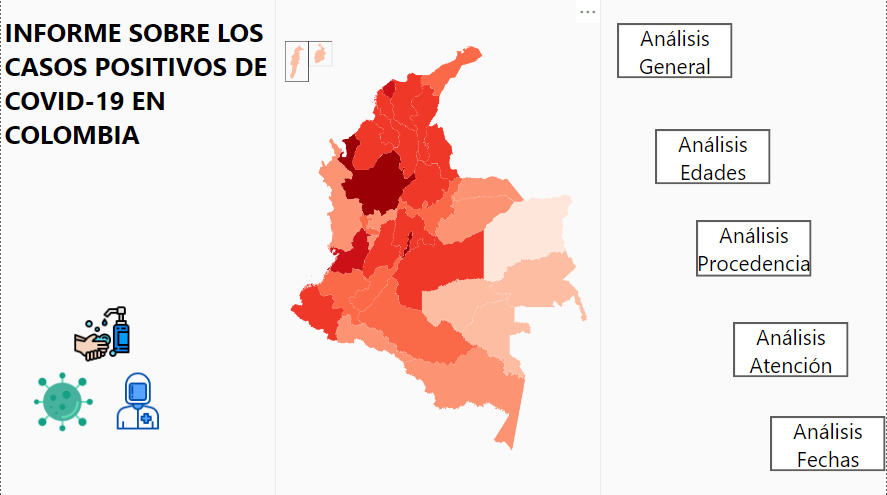 INFORME SOBRE LOS
CASOS POSITIVOS DE
COVID-19 EN
COLOMBIA
Análisis
General
Análisis
Edades
Análisis
Procedencia
Análisis
Atención
Análisis
Fechas